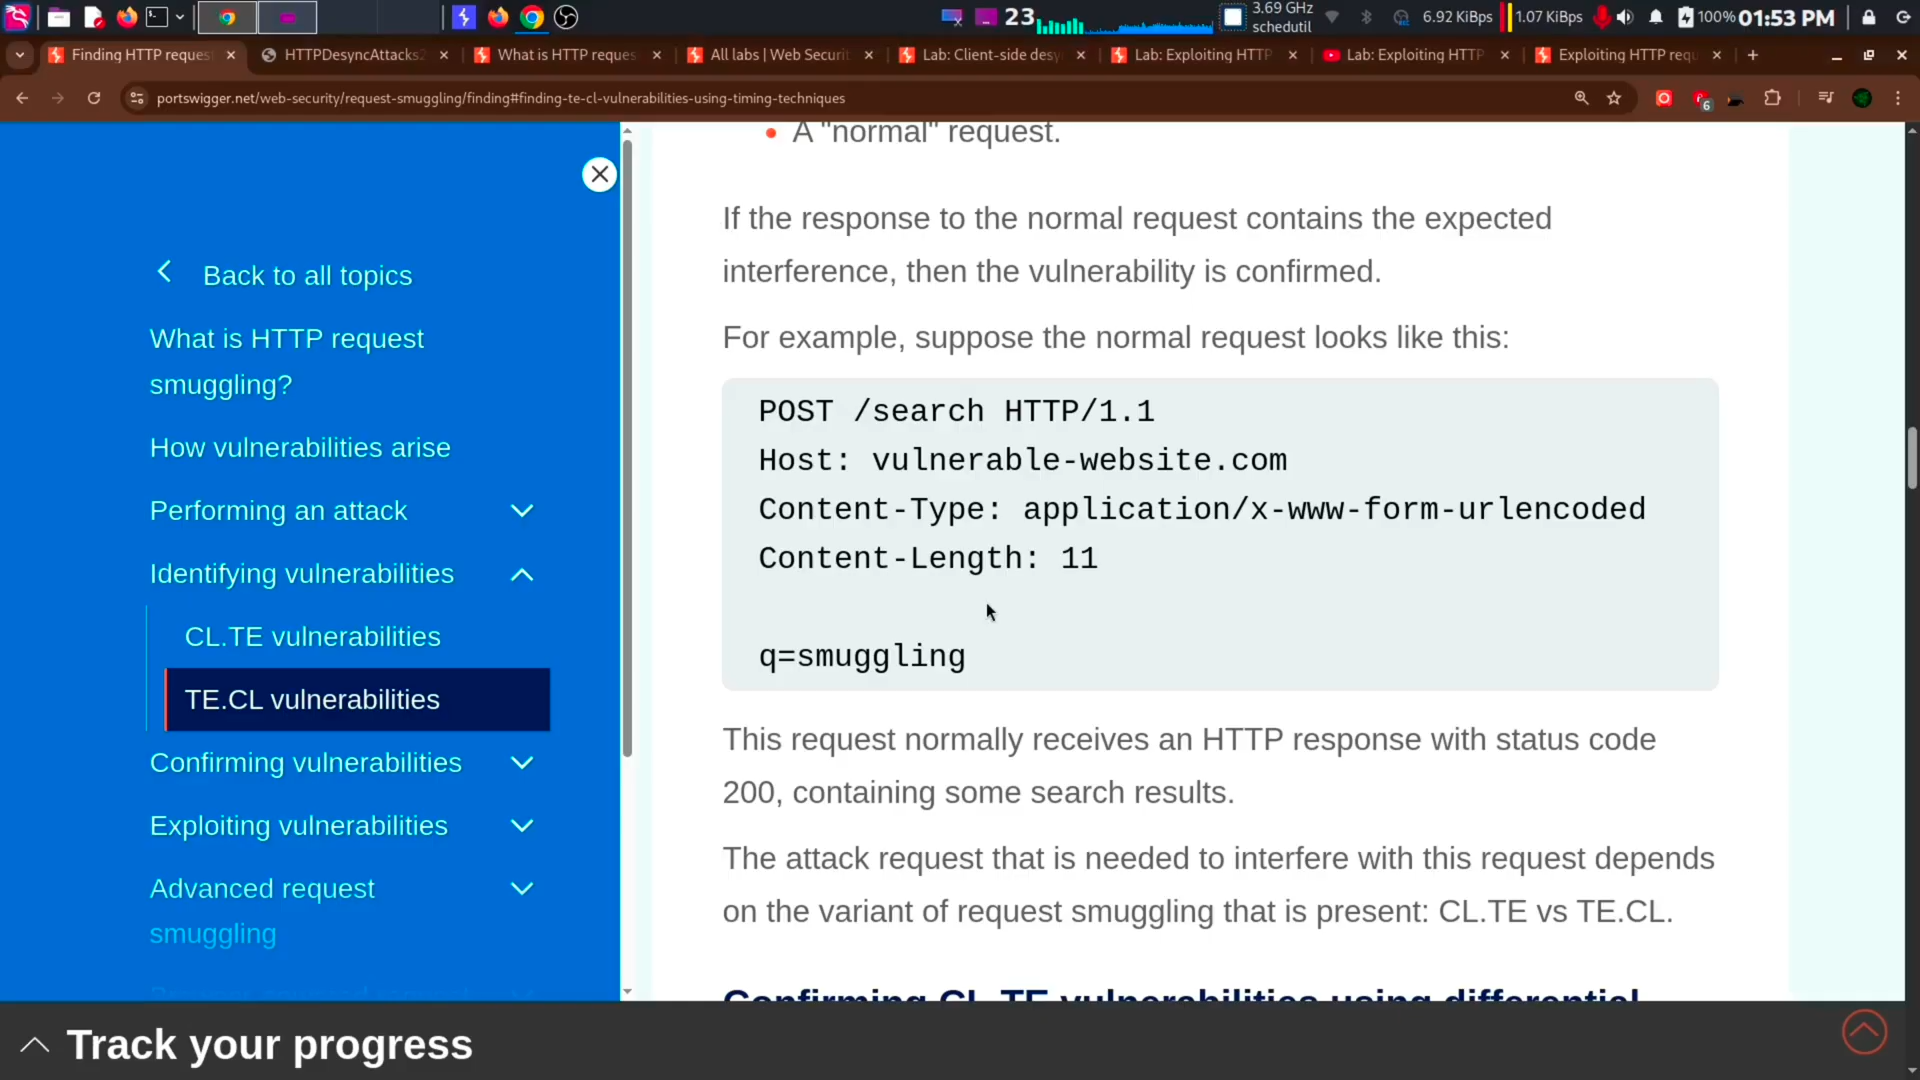 23
3.69 GHz
schedutil
6.92 KiBps
1.07 KiBps
100%
01:53 PM
Finding HTTP reques
HTTPDesyncAttacks
What is HTTP reques
All labs | Web Securi
Lab: Client-side desy
Lab: Exploiting HTTP
Lab: Exploiting HTTP
Exploiting HTTP requ
portswigger.net/web-security/request-smuggling/finding#finding-te-cl-vulnerabilities-using-timing-techniques
6
Back to all topics
What is HTTP request
smuggling?
How vulnerabilities arise
Performing an attack
Identifying vulnerabilities
CL.TE vulnerabilities
TE.CL vulnerabilities
Confirming vulnerabilities
Exploiting vulnerabilities
Advanced request
smuggling
A "normal" request.
If the response to the normal request contains the expected
interference, then the vulnerability is confirmed.
For example, suppose the normal request looks like this:
POST /search HTTP/1.1
Host: vulnerable-website.com
Content-Type: application/x-www-form-urlencoded
Content-Length: 11
q=smuggling
This request normally receives an HTTP response with status code
200, containing some search results.
The attack request that is needed to interfere with this request depends
on the variant of request smuggling that is present: CL.TE vs TE.CL.
Confirming CL.TE vulnerabilities using differential
Track your progress